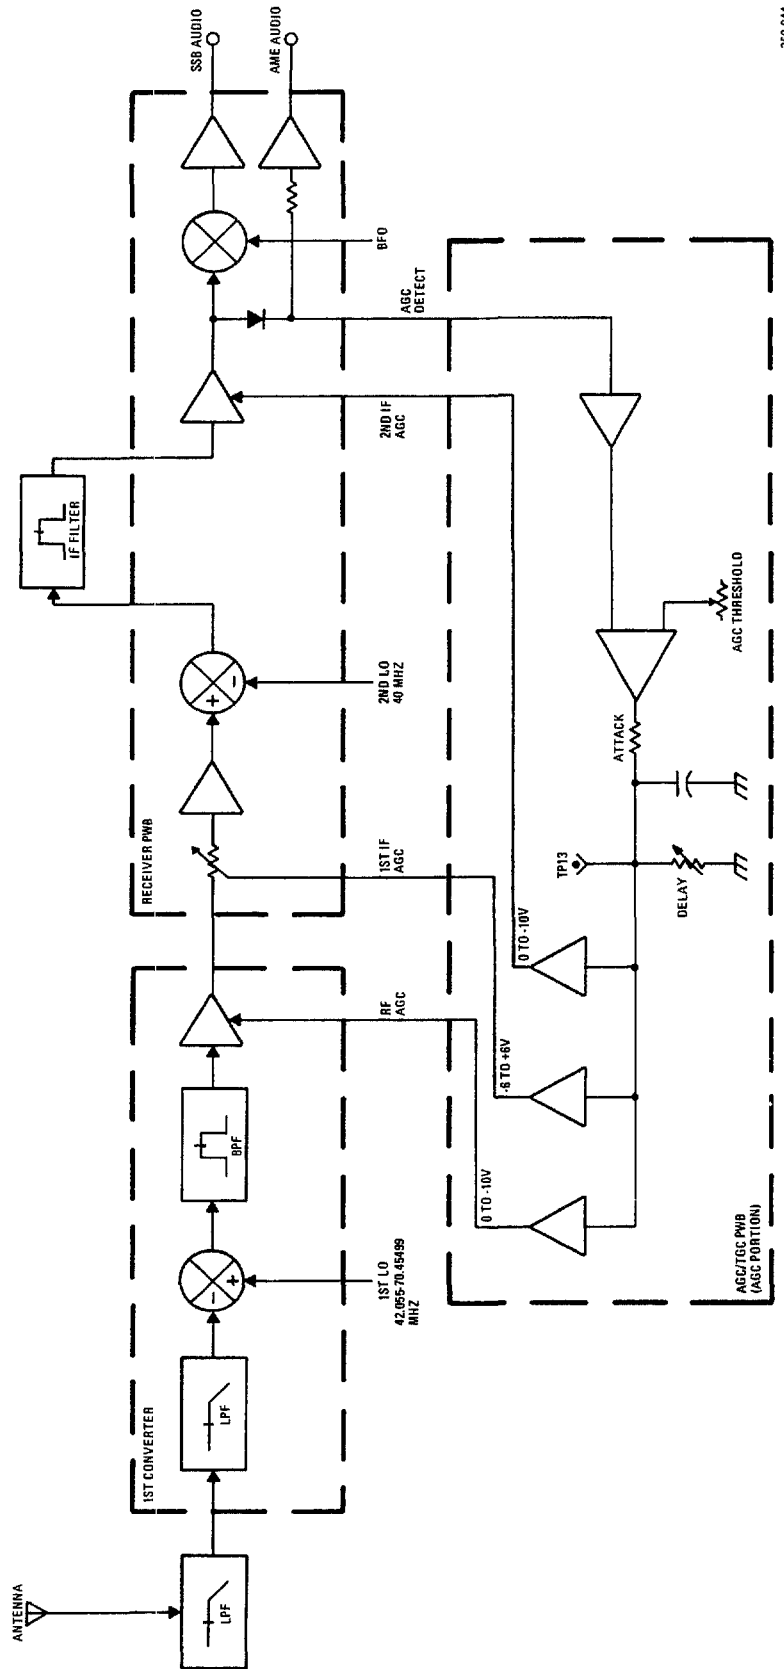 ANTENNA
LPF
1ST CONVERTER
LPF
1ST LO
42.055-70.45499
MHZ
BPF
RF
AGC
RECEIVER PWB
1ST IF
AGC
2ND LO
40 MHZ
IF FILTER
2ND IF
AGC
AGC
DETECT
BFO
SSB AUDIO
AME AUDIO
AGC/TGC PWB
(AGC PORTION)
0 TO -10V
-6 TO +6V
0 TO -10V
TP13
DELAY
ATTACK
AGC THRESHOLD